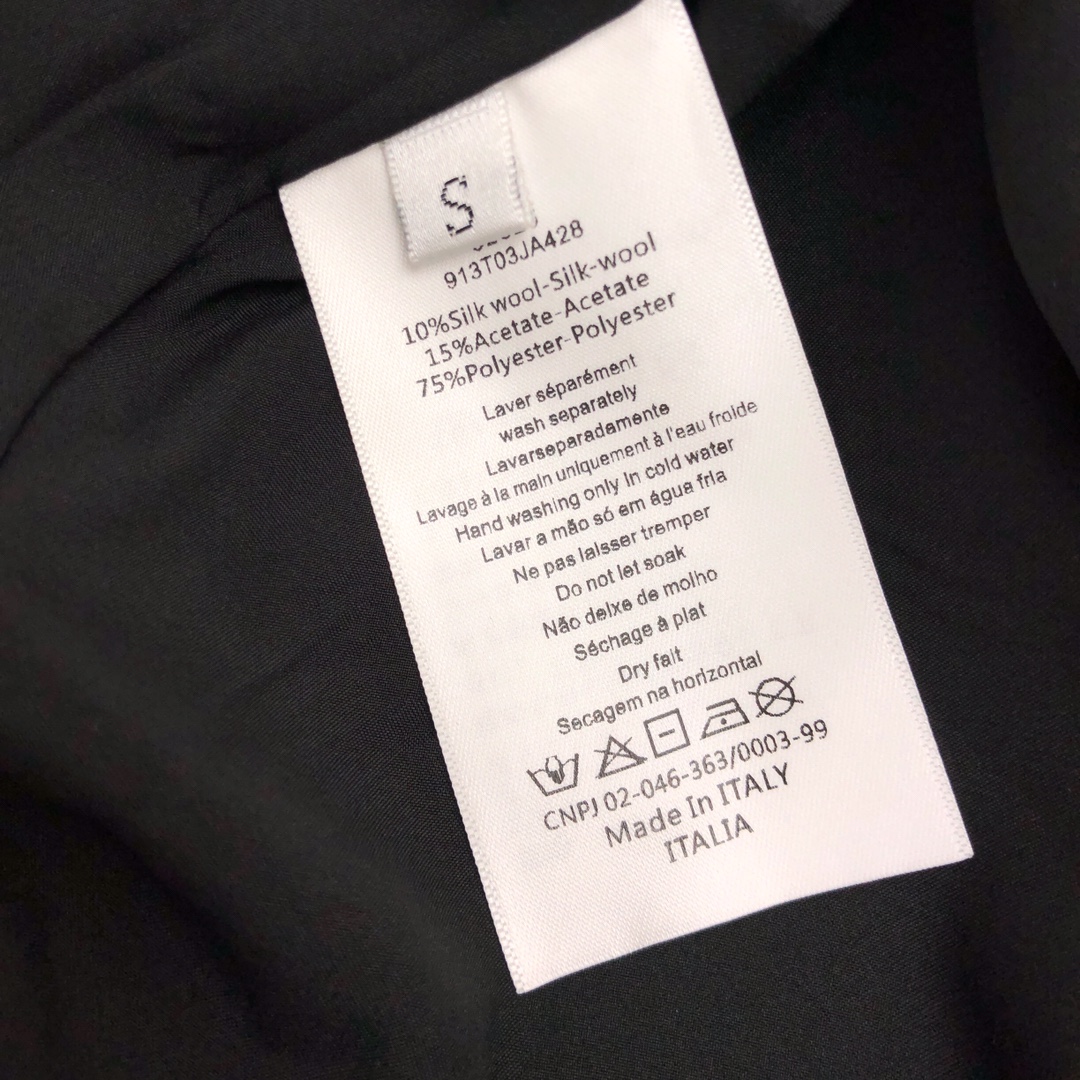 S
913T03JA428
10%Silk wool-Silk-wool
15%Acetate-Acetate
75%Polyester-Polyester
Laver séparément
wash separately
Lavarseparadamente
Lavage à la main uniquement à l'eau froide
Hand washing only in cold water
Lavar a mão só em água fria
Ne pas laisser tremper
Do not let soak
Não delxe de molho
Séchage à plat
Dry fait
Secagem na horizontal
CNPJ 02-046-363/0003-99
Made In ITALY
ITALIA